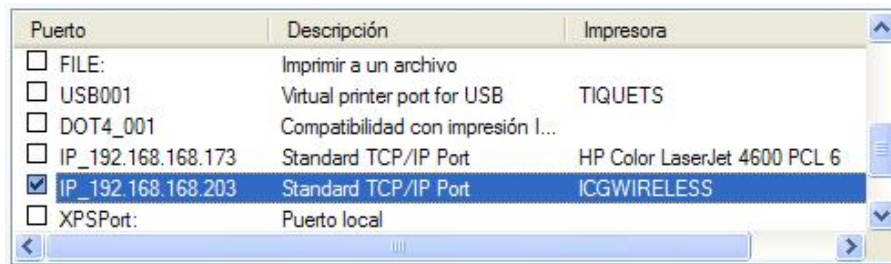 Puerto Descripción Impresora
FILE: Imprimir a un archivo
USB001 Virtual printer port for USB TIQUETS
DOT4_001 Compatibilidad con impresión I...
IP_192.168.168.173 Standard TCP/IP Port HP Color LaserJet 4600 PCL 6
IP_192.168.168.203 Standard TCP/IP Port ICGWIRELESS
XPSPort: Puerto local